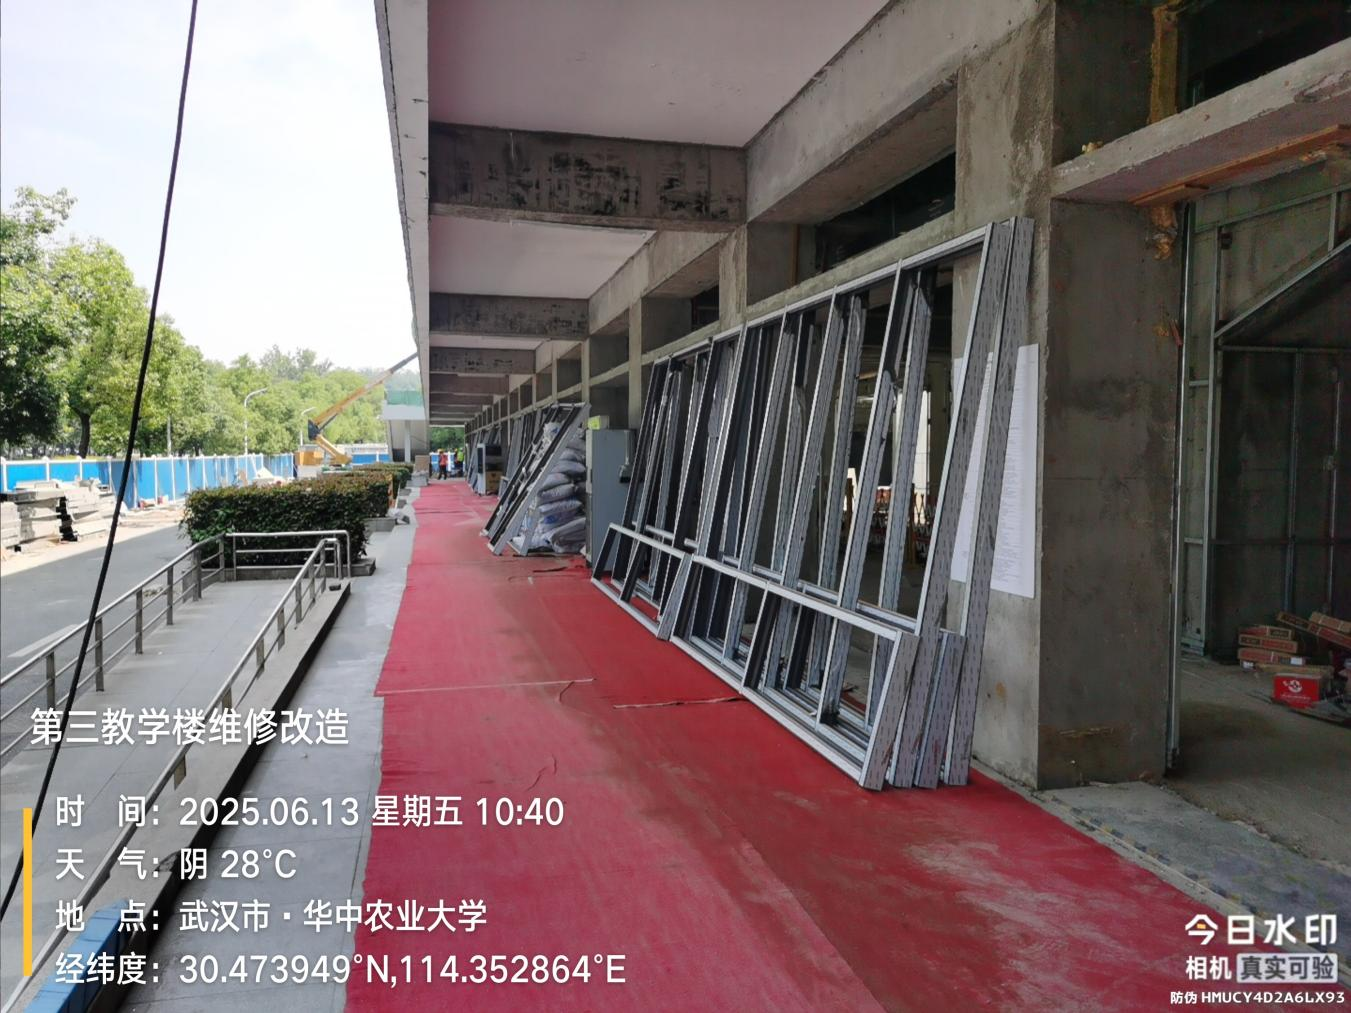 第三教学楼维修改造
时 间：2025.06.13 星期五 10:40
天 气：阴 28°C
地 点：武汉市·华中农业大学
经纬度：30.473949°N,114.352864°E
今日水印
相机 真实可验
防伪 HMUCY4D2A6LX93